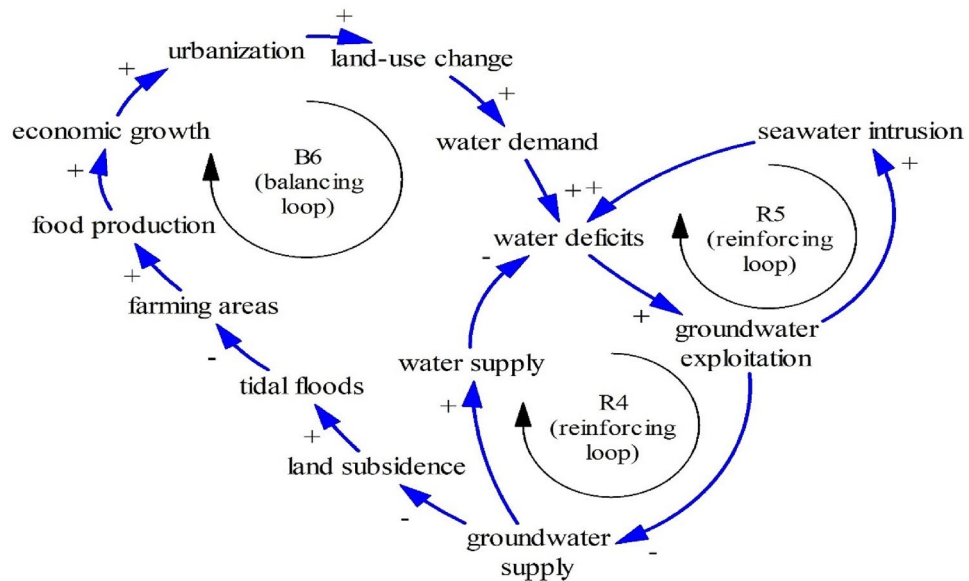 +
urbanization
land-use change
+
+
economic growth
water demand
seawater intrusion
B6
(balancing
loop)
+
+
+ +
food production
R5
(reinforcing
loop)
water deficits
-
+
farming areas
+
groundwater
exploitation
-
water supply
tidal floods
+
R4
(reinforcing
loop)
+
land subsidence
-
groundwater
supply
-